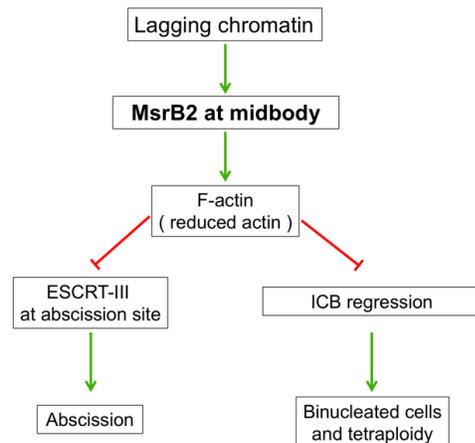 Lagging chromatin
MsrB2 at midbody
F-actin
( reduced actin )
ESCRT-III
at abscission site
ICB regression
Abscission
Binucleated cells
and tetraploidy